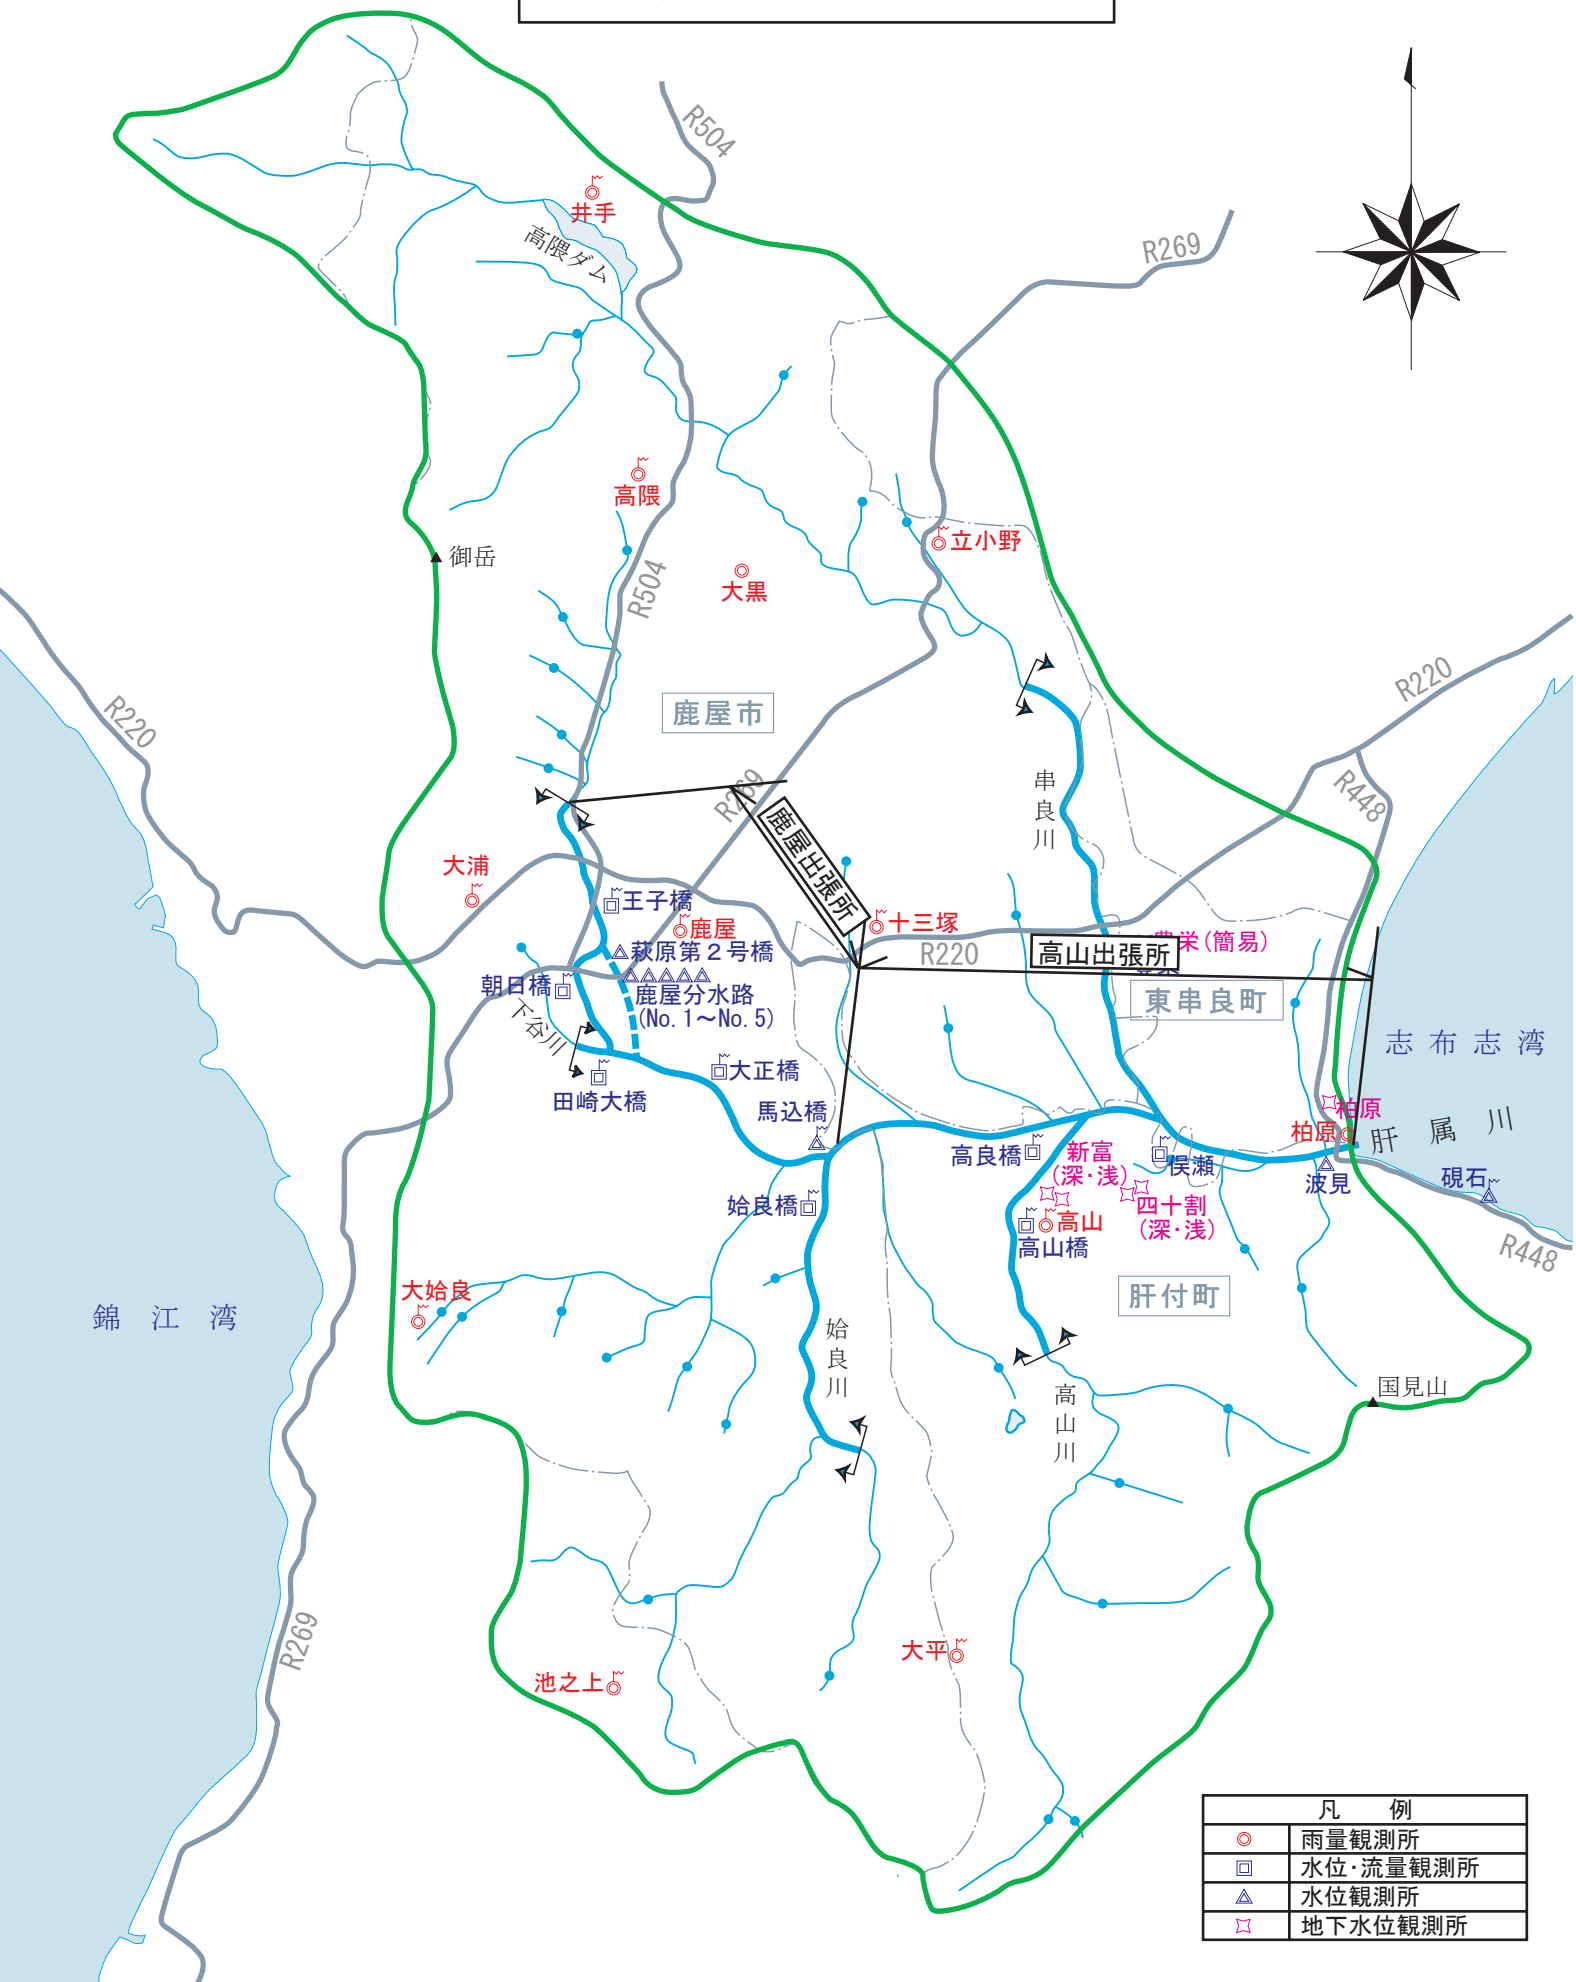 R504
R269
井手
高隈ダム
高隈
立小野
御岳
大黒
R504
R220
R220
鹿屋市
R448
R269
串良川
鹿屋出張所
大浦
王子橋
鹿屋
十三塚
萩原第2号橋
R220
高山出張所
栄(簡易)
朝日橋
鹿屋分水路
(No.1～No.5)
東串良町
下谷川
志布志湾
大正橋
田崎大橋
馬込橋
柏原
柏原
肝属川
高良橋
新富
(深・浅)
俣瀬
波見
硯石
姶良橋
四十割
(深・浅)
高山
高山橋
R448
大姶良
肝付町
錦江湾
姶良川
高山川
国見山
R269
大平
池之上
凡例
雨量観測所
水位・流量観測所
水位観測所
地下水位観測所